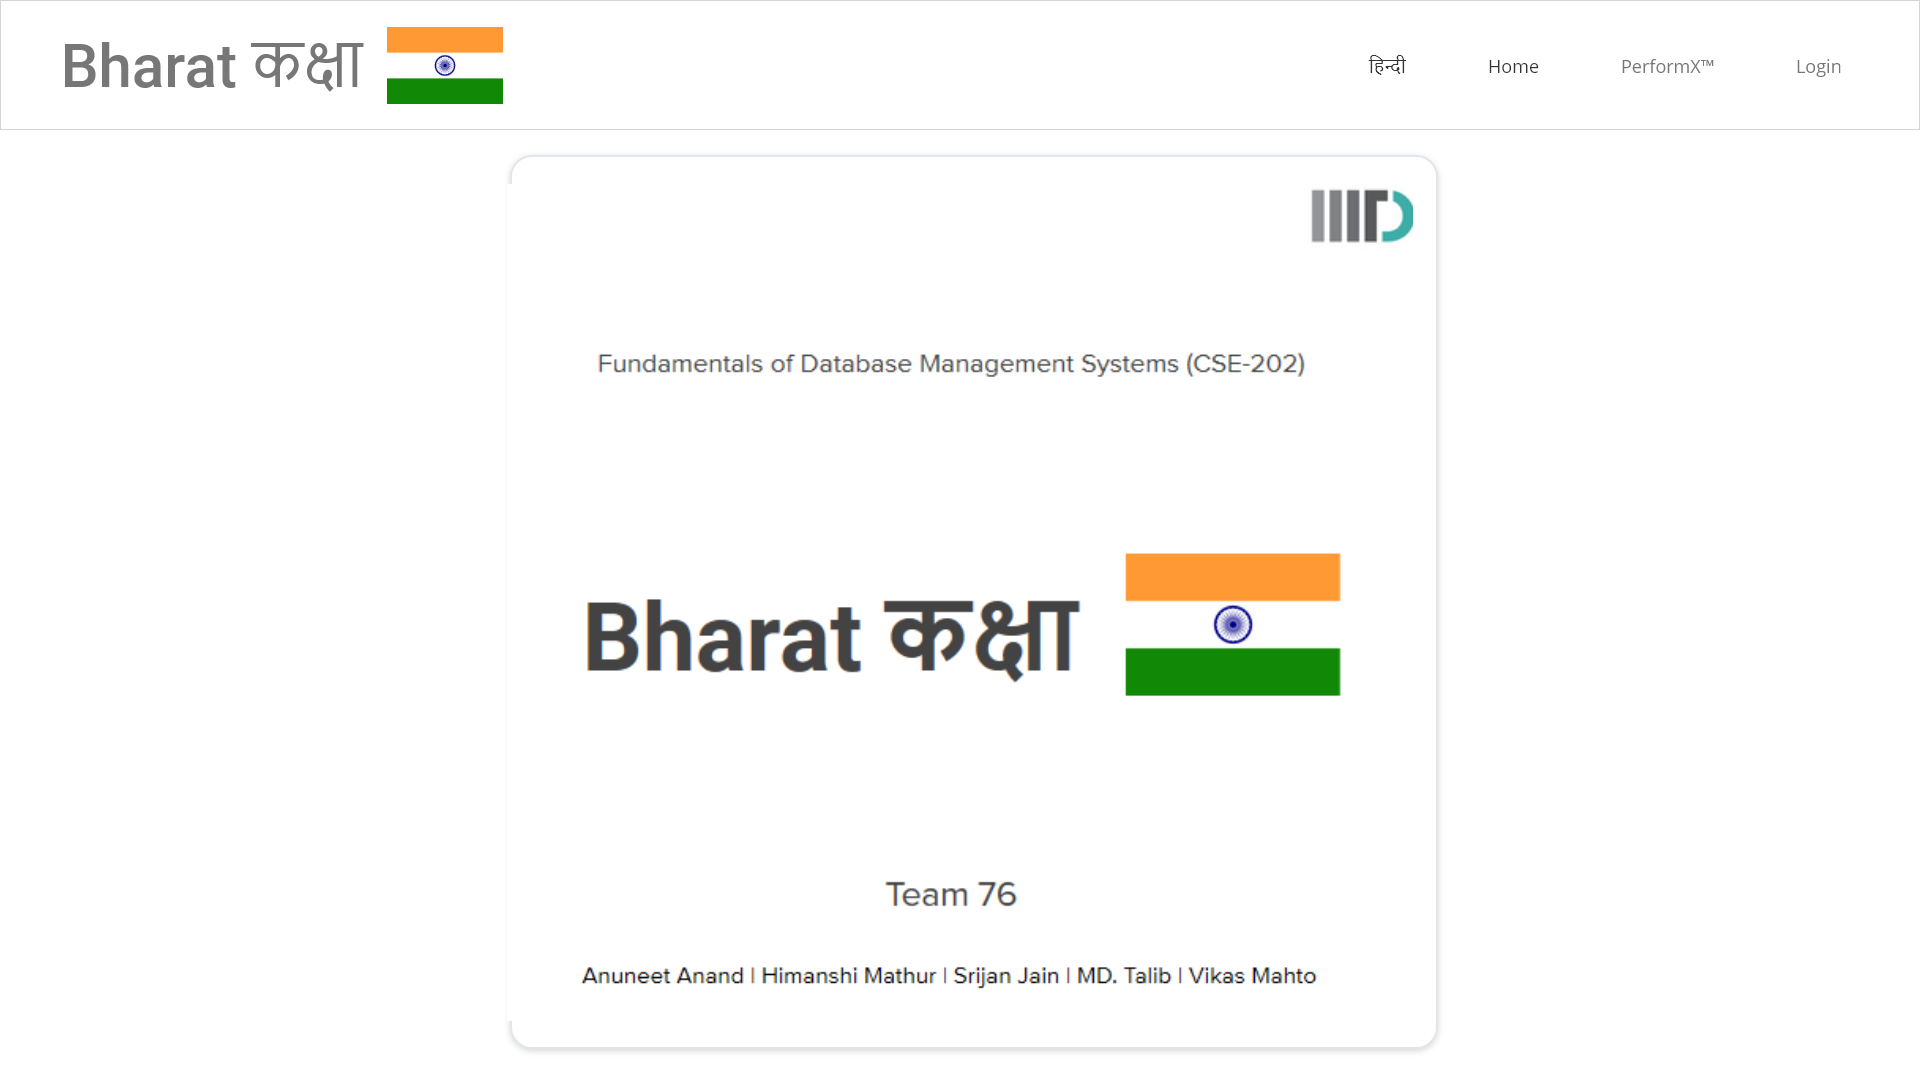 Bharat कक्षा
हिन्दी Home PerformX™ Login
IIITD
Fundamentals of Database Management Systems (CSE-202)
Bharat कक्षा
Team 76
Anuneet Anand | Himanshi Mathur | Srijan Jain | MD. Talib | Vikas Mahto